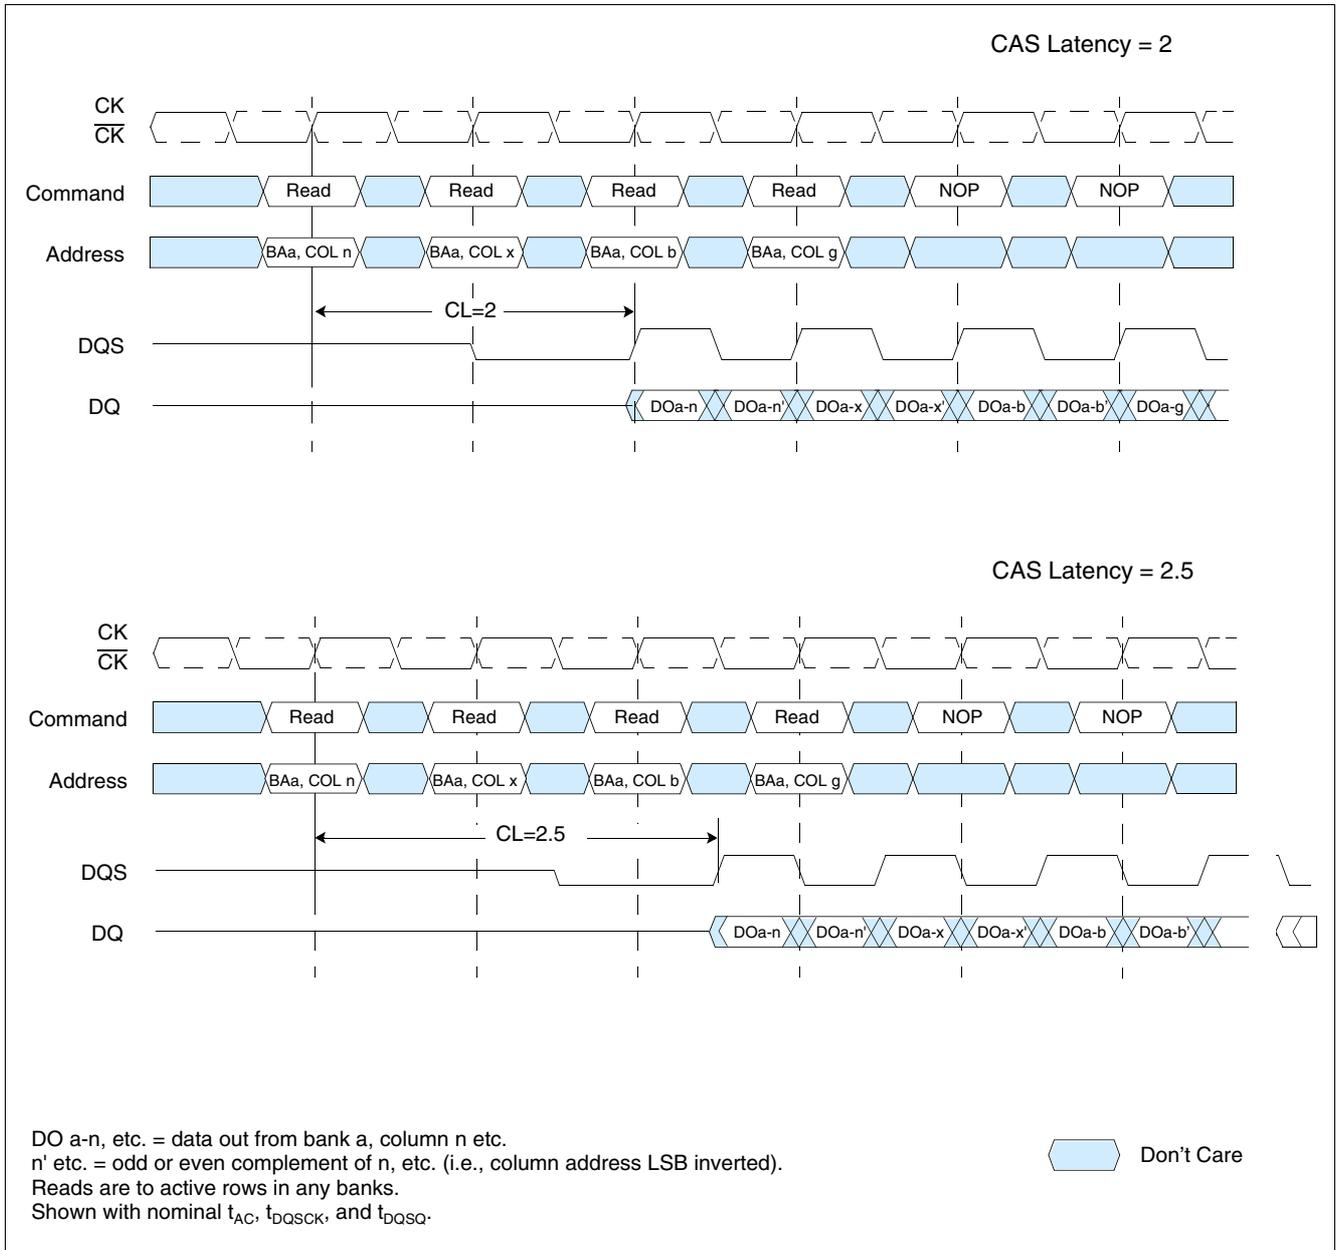 CAS Latency = 2
CK
CK
Command
Read Read Read Read NOP NOP
Address
BAa, COL n BAa, COL x BAa, COL b BAa, COL g
CL=2
DQS
DQ
DOa-n DOa-n' DOa-x DOa-x' DOa-b DOa-b' DOa-g
CAS Latency = 2.5
CK
CK
Command
Read Read Read Read NOP NOP
Address
BAa, COL n BAa, COL x BAa, COL b BAa, COL g
CL=2.5
DQS
DQ
DOa-n DOa-n' DOa-x DOa-x' DOa-b DOa-b'
DO a-n, etc. = data out from bank a, column n etc.
n' etc. = odd or even complement of n, etc. (i.e., column address LSB inverted).
Reads are to active rows in any banks.
Shown with nominal tAC, tDQSCK, and tDQSQ.
Don't Care